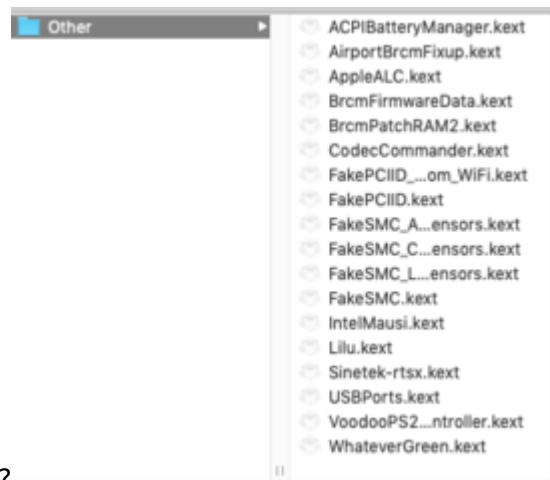 Other
ACPIBatteryManager.kext
AirportBrcmFixup.kext
AppleALC.kext
BrcmFirmwareData.kext
BrcmPatchRAM2.kext
CodecCommander.kext
FakePCIID_...om_WiFi.kext
FakePCIID.kext
FakeSMC_A...ensors.kext
FakeSMC_C...ensors.kext
FakeSMC_L...ensors.kext
FakeSMC.kext
IntelMausi.kext
Lilu.kext
Sinetek-rtsx.kext
USBPorts.kext
VoodooPS2...ntroller.kext
WhateverGreen.kext
?